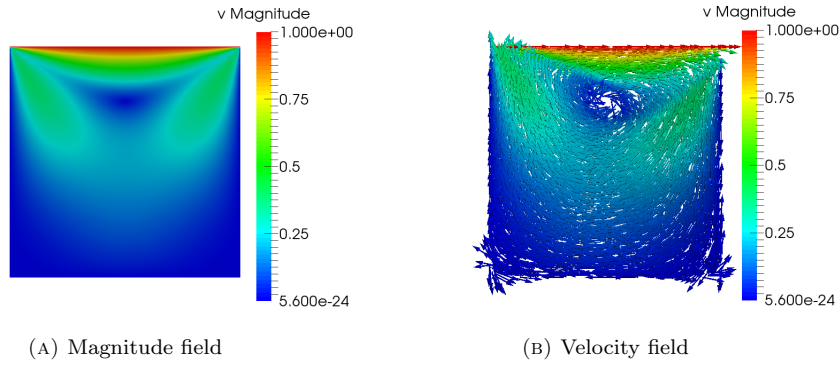 v Magnitude
1.000e+00
0.75
0.5
0.25
5.600e-24
v Magnitude
1.000e+00
0.75
0.5
0.25
5.600e-24
(A) Magnitude field
(B) Velocity field